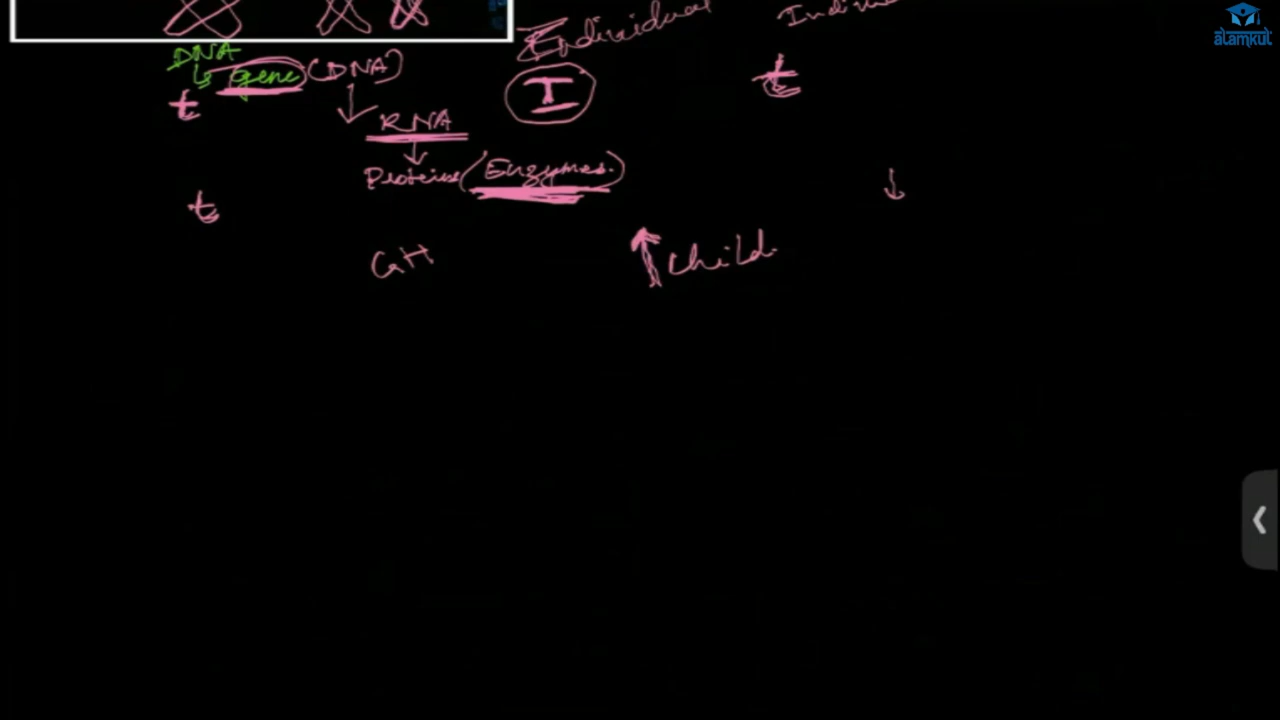 Individual
DNA
↳ gene (DNA)
I
t
t
↓
RNA
↓
Proteins (Enzymes.)
t
↓
GH
↑ child.
alamkul